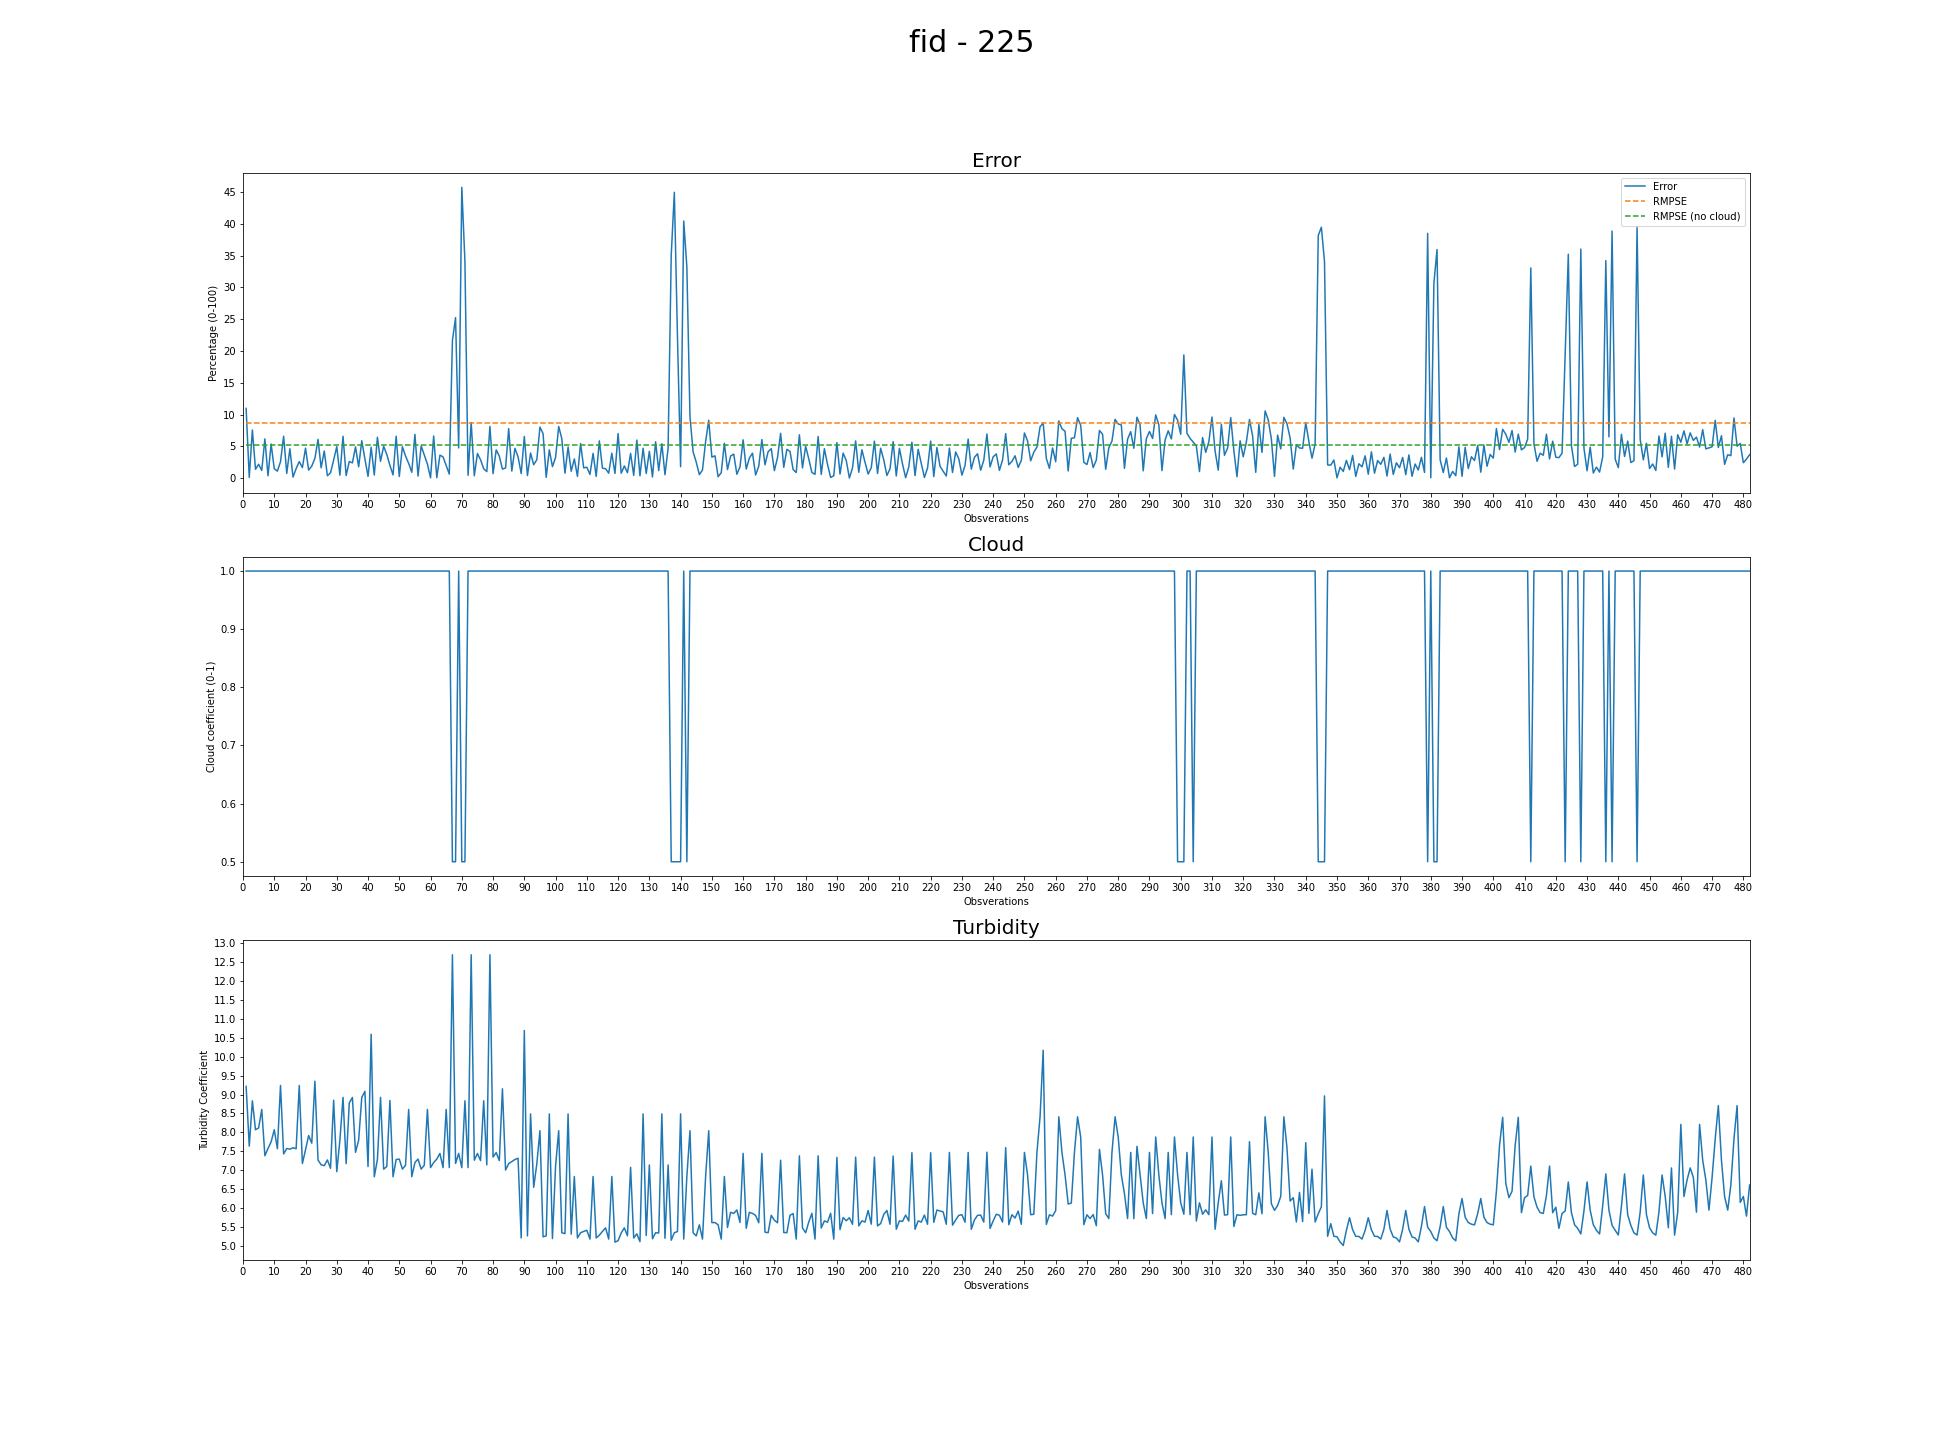 fid - 225
Error
45
40
35
30
25
20
15
10
5
0
Percentage (0-100)
Error
RMPSE
RMPSE (no cloud)
0 10 20 30 40 50 60 70 80 90 100 110 120 130 140 150 160 170 180 190 200 210 220 230 240 250 260 270 280 290 300 310 320 330 340 350 360 370 380 390 400 410 420 430 440 450 460 470 480
Obsverations
Cloud
1.0
0.9
0.8
0.7
0.6
0.5
Cloud coefficient (0-1)
0 10 20 30 40 50 60 70 80 90 100 110 120 130 140 150 160 170 180 190 200 210 220 230 240 250 260 270 280 290 300 310 320 330 340 350 360 370 380 390 400 410 420 430 440 450 460 470 480
Obsverations
Turbidity
13.0
12.5
12.0
11.5
11.0
10.5
10.0
9.5
9.0
8.5
8.0
7.5
7.0
6.5
6.0
5.5
5.0
Turbidity Coefficient
0 10 20 30 40 50 60 70 80 90 100 110 120 130 140 150 160 170 180 190 200 210 220 230 240 250 260 270 280 290 300 310 320 330 340 350 360 370 380 390 400 410 420 430 440 450 460 470 480
Obsverations